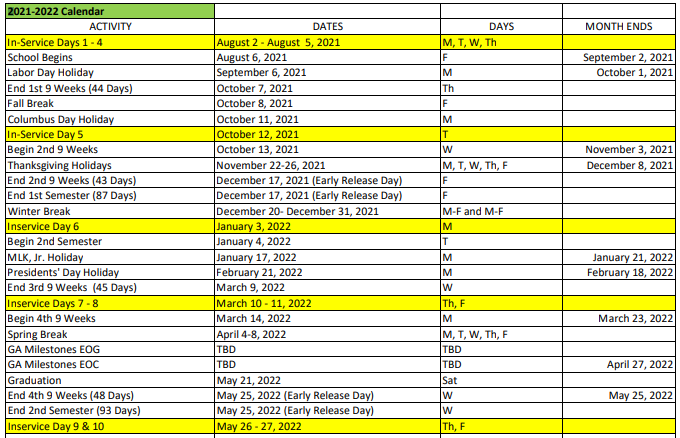 2021-2022 Calendar
ACTIVITY DATES DAYS MONTH ENDS
In-Service Days 1 - 4 August 2 - August 5, 2021 M, T, W, Th
School Begins August 6, 2021 F September 2, 2021
Labor Day Holiday September 6, 2021 M October 1, 2021
End 1st 9 Weeks (44 Days) October 7, 2021 Th
Fall Break October 8, 2021 F
Columbus Day Holiday October 11, 2021 M
In-Service Day 5 October 12, 2021 T
Begin 2nd 9 Weeks October 13, 2021 W November 3, 2021
Thanksgiving Holidays November 22-26, 2021 M, T, W, Th, F December 8, 2021
End 2nd 9 Weeks (43 Days) December 17, 2021 (Early Release Day) F
End 1st Semester (87 Days) December 17, 2021 (Early Release Day) F
Winter Break December 20- December 31, 2021 M-F and M-F
Inservice Day 6 January 3, 2022 M
Begin 2nd Semester January 4, 2022 T
MLK, Jr. Holiday January 17, 2022 M January 21, 2022
Presidents' Day Holiday February 21, 2022 M February 18, 2022
End 3rd 9 Weeks (45 Days) March 9, 2022 W
Inservice Days 7 - 8 March 10 - 11, 2022 Th, F
Begin 4th 9 Weeks March 14, 2022 M March 23, 2022
Spring Break April 4-8, 2022 M, T, W, Th, F
GA Milestones EOG TBD TBD
GA Milestones EOC TBD TBD April 27, 2022
Graduation May 21, 2022 Sat
End 4th 9 Weeks (48 Days) May 25, 2022 (Early Release Day) W May 25, 2022
End 2nd Semester (93 Days) May 25, 2022 (Early Release Day) W
Inservice Day 9 & 10 May 26 - 27, 2022 Th, F